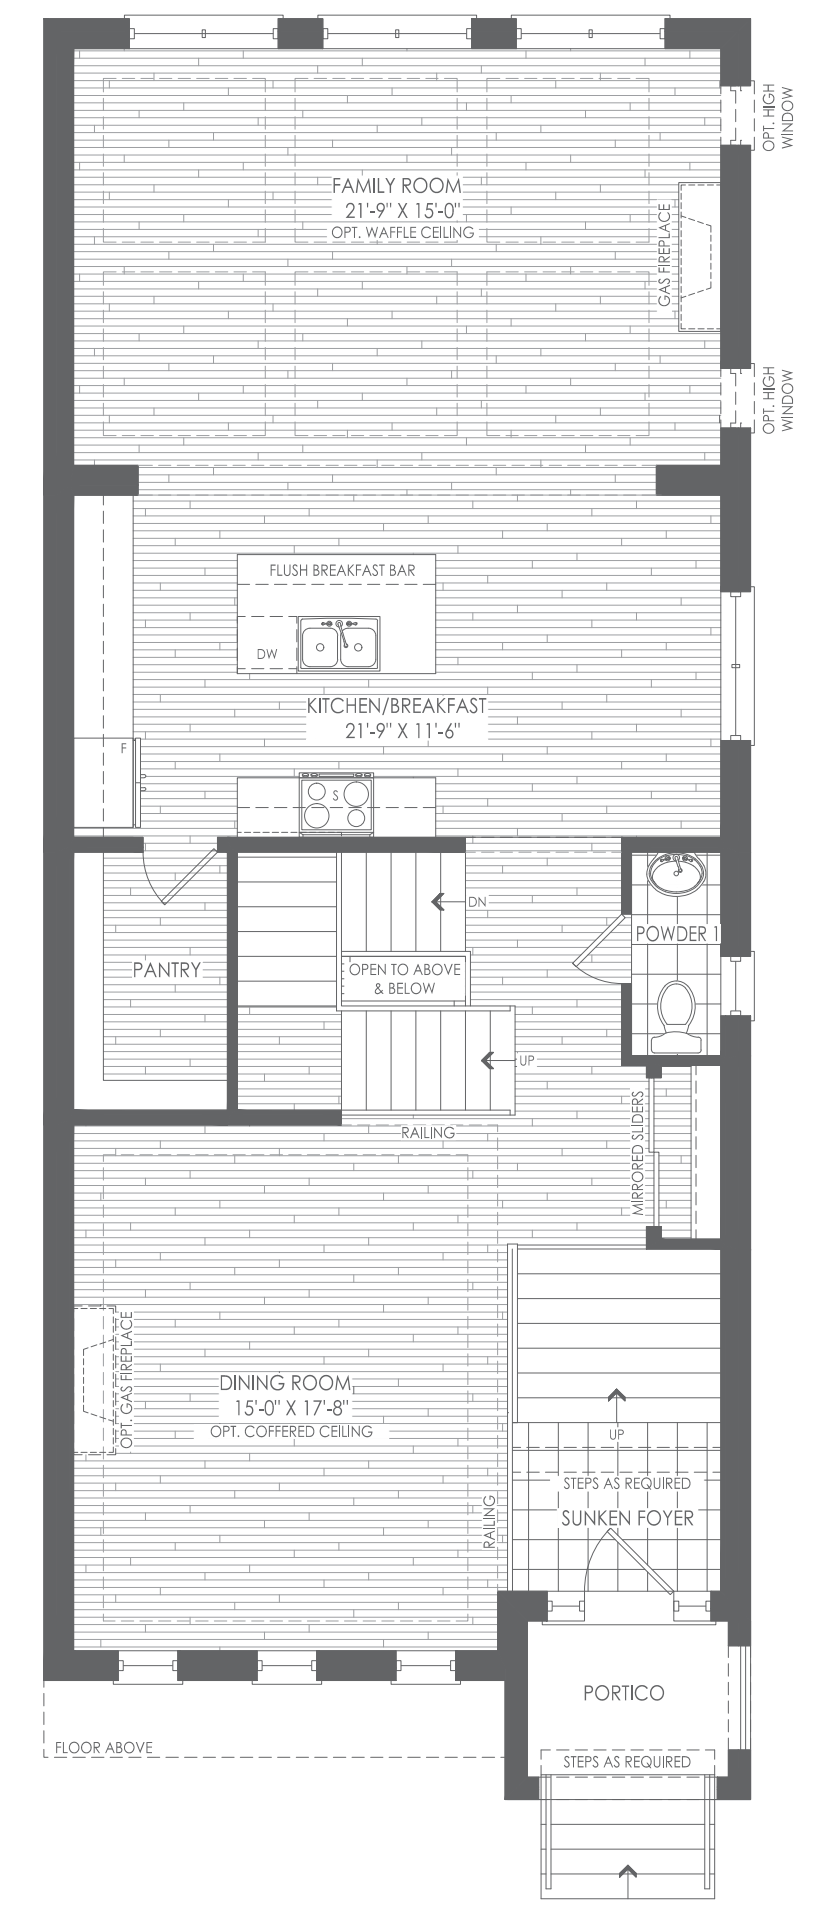 OPT. HIGH
WINDOW
FAMILY ROOM
21'-9" X 15'-0"
OPT. WAFFLE CEILING
GAS FIREPLACE
OPT. HIGH
WINDOW
FLUSH BREAKFAST BAR
DW
KITCHEN/BREAKFAST
21'-9" X 11'-6"
F
S
DN
POWDER 1
PANTRY
OPEN TO ABOVE
& BELOW
UP
MIRRORED SLIDERS
RAILING
OPT. GAS FIREPLACE
DINING ROOM
15'-0" X 17'-8"
OPT. COFFERED CEILING
UP
STEPS AS REQUIRED
SUNKEN FOYER
RAILING
PORTICO
FLOOR ABOVE
STEPS AS REQUIRED